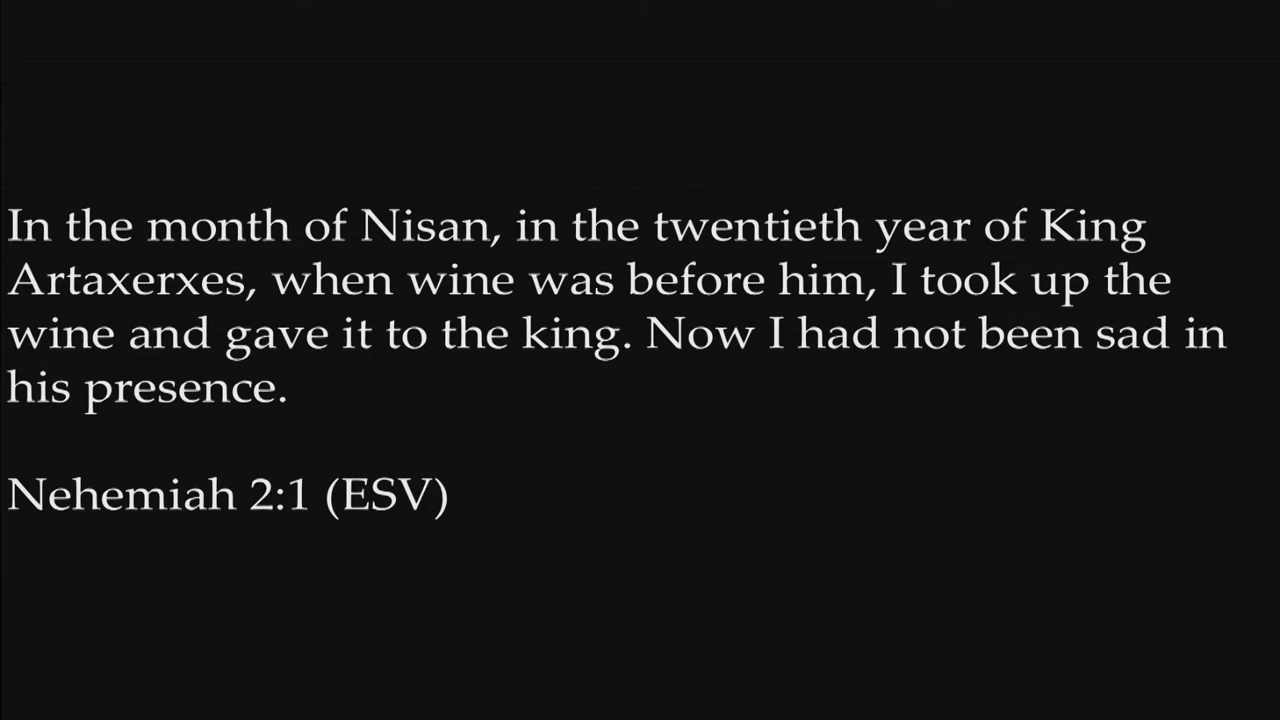 In the month of Nisan, in the twentieth year of King
Artaxerxes, when wine was before him, I took up the
wine and gave it to the king. Now I had not been sad in
his presence.
Nehemiah 2:1 (ESV)